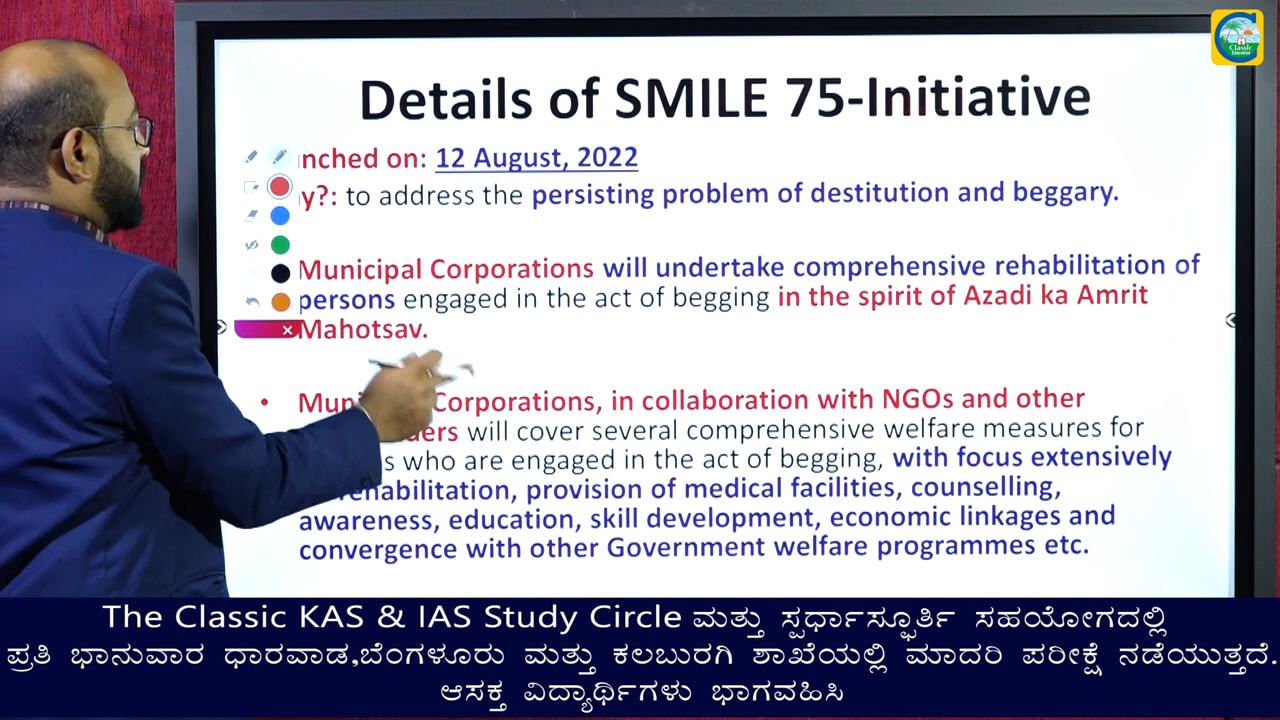 Classic
Education
Details of SMILE 75-Initiative
nched on: 12 August, 2022
y?: to address the persisting problem of destitution and beggary.
Municipal Corporations will undertake comprehensive rehabilitation of
persons engaged in the act of begging in the spirit of Azadi ka Amrit
Mahotsav.
• Mun Corporations, in collaboration with NGOs and other
ers will cover several comprehensive welfare measures for
s who are engaged in the act of begging, with focus extensively
rehabilitation, provision of medical facilities, counselling,
awareness, education, skill development, economic linkages and
convergence with other Government welfare programmes etc.
The Classic KAS & IAS Study Circle ಮತ್ತು ಸ್ಪರ್ಧಾಸ್ಫೂರ್ತಿ ಸಹಯೋಗದಲ್ಲಿ
ಪ್ರತಿ ಭಾನುವಾರ ಧಾರವಾಡ,ಬೆಂಗಳೂರು ಮತ್ತು ಕಲಬುರಗಿ ಶಾಖೆಯಲ್ಲಿ ಮಾದರಿ ಪರೀಕ್ಷೆ ನಡೆಯುತ್ತದೆ.
ಆಸಕ್ತ ವಿದ್ಯಾರ್ಥಿಗಳು ಭಾಗವಹಿಸಿ